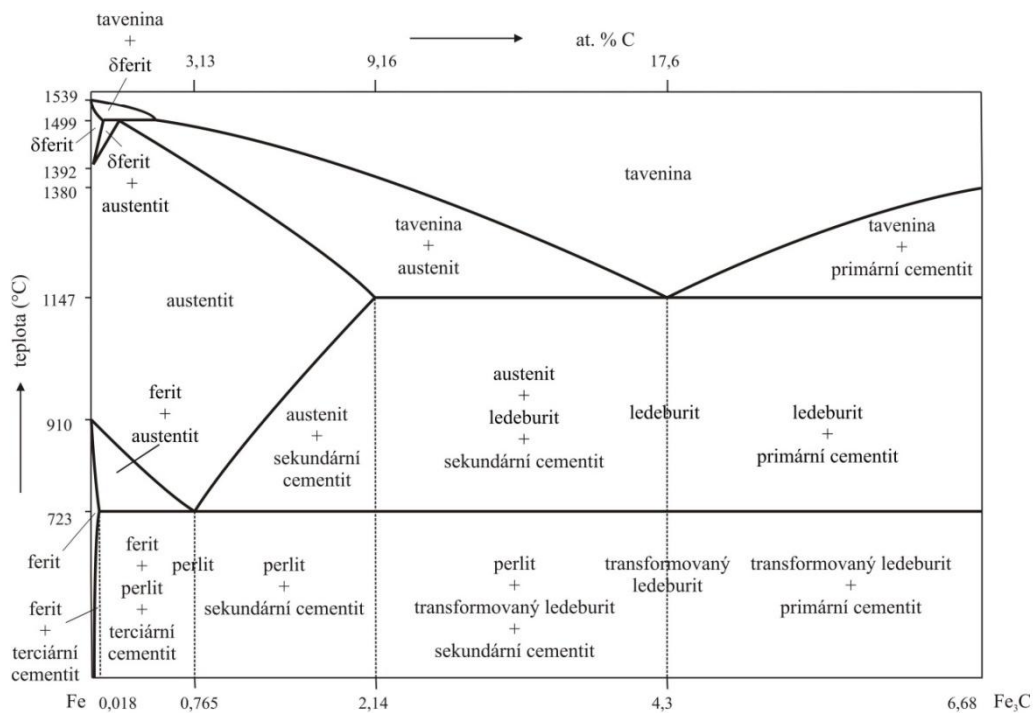 tavenina
+
δferit
at. % C
3,13
9,16
17,6
1539
1499
δferit
δferit
+
austentit
1392
1380
tavenina
tavenina
+
austenit
tavenina
+
primární cementit
1147
austentit
teplota (°C)
ferit
+
austentit
910
austenit
+
sekundární
cementit
austenit
+
ledeburit
+
sekundární cementit
ledeburit
ledeburit
+
primární cementit
723
ferit
ferit
+
terciární
cementit
ferit
+
perlit
+
terciární
cementit
perlit
perlit
+
sekundární cementit
perlit
+
transformovaný ledeburit
+
sekundární cementit
transformovaný
ledeburit
transformovaný ledeburit
+
primární cementit
Fe
0,018
0,765
2,14
4,3
6,68
Fe₃C